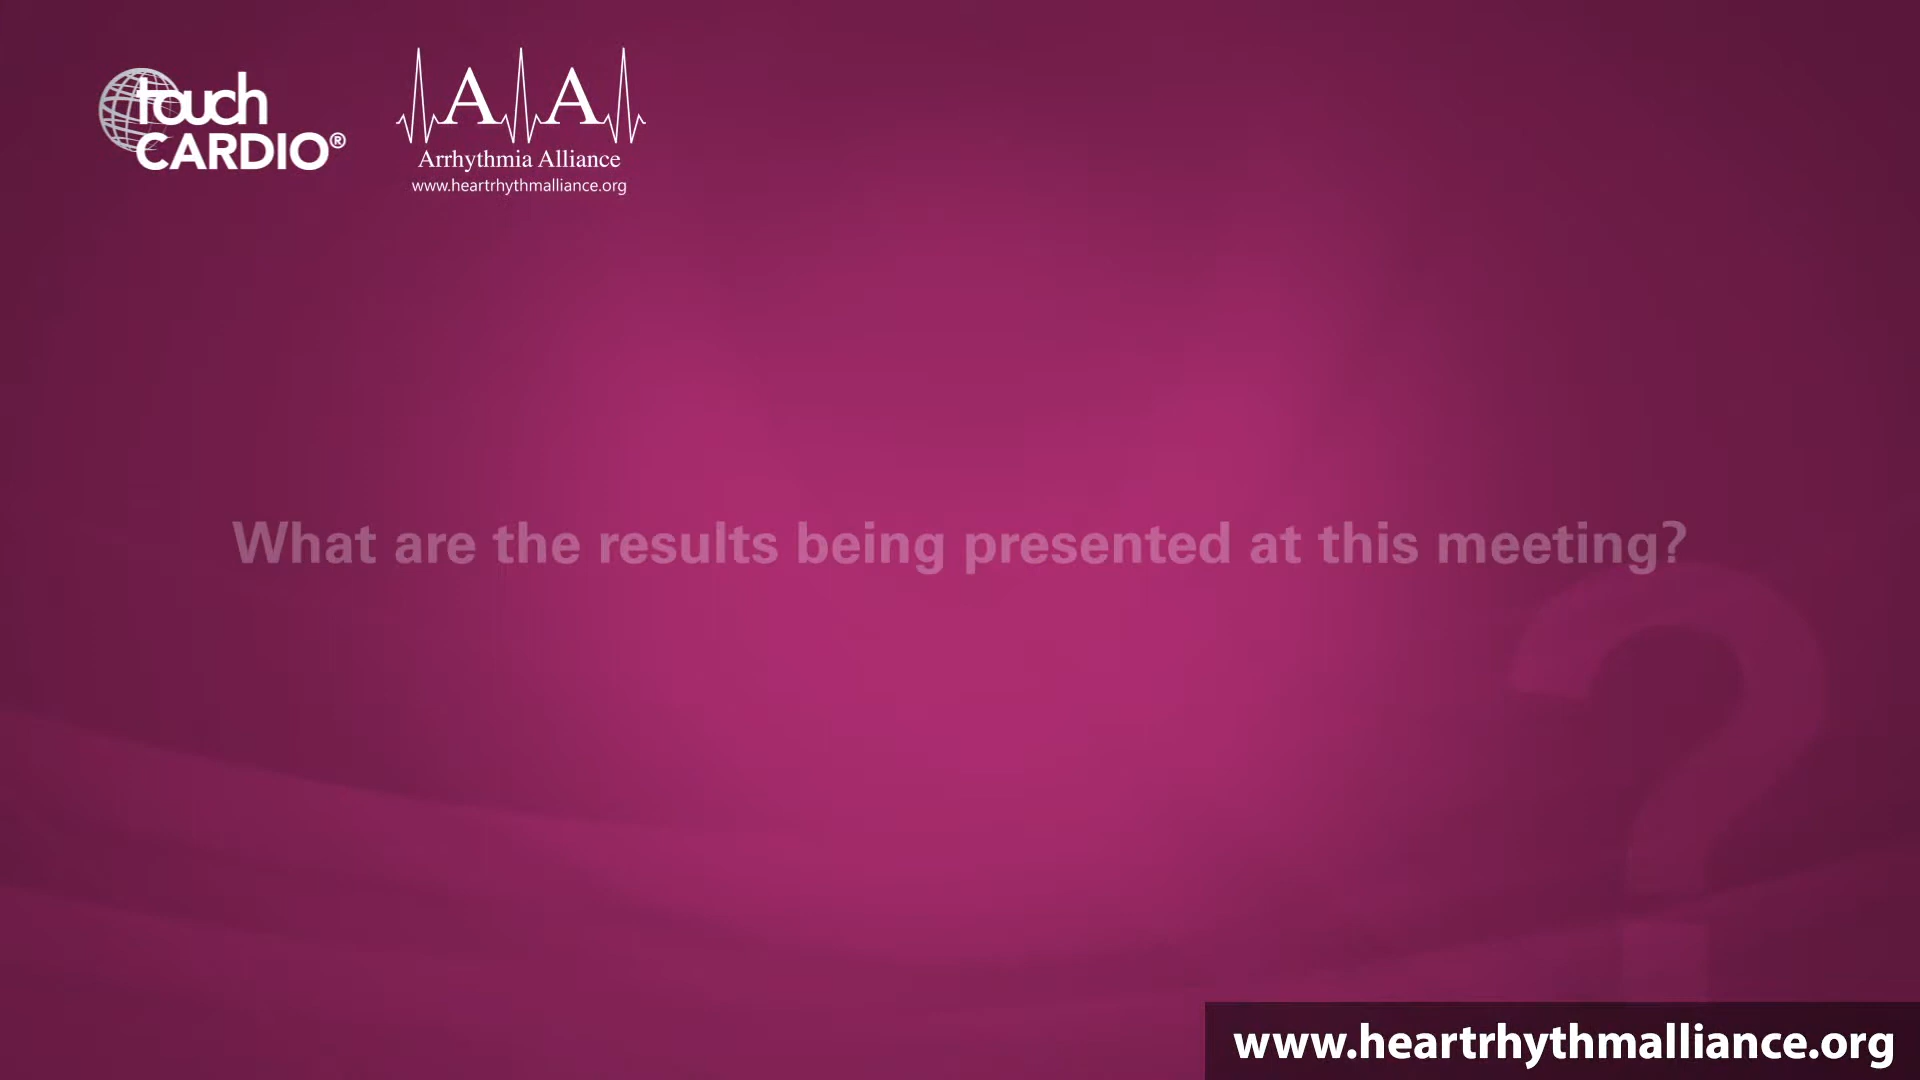 touch
CARDIO®
A A
Arrhythmia Alliance
www.heartrhythmalliance.org
What are the results being presented at this meeting?
?
www.heartrhythmalliance.org